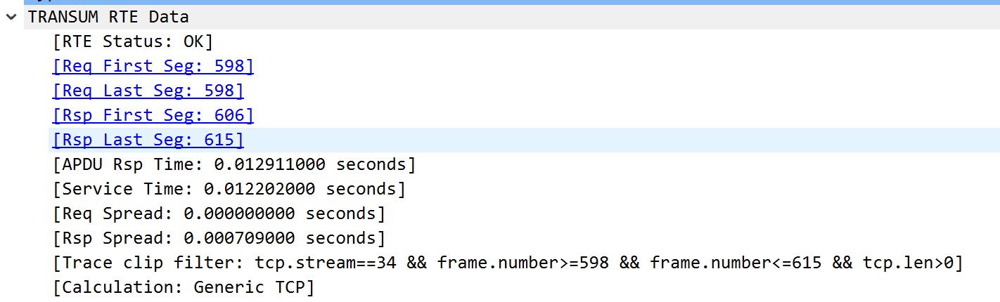 TRANSUM RTE Data
[RTE Status: OK]
[Req First Seg: 598]
[Req Last Seg: 598]
[Rsp First Seg: 606]
[Rsp Last Seg: 615]
[APDU Rsp Time: 0.012911000 seconds]
[Service Time: 0.012202000 seconds]
[Req Spread: 0.000000000 seconds]
[Rsp Spread: 0.000709000 seconds]
[Trace clip filter: tcp.stream==34 && frame.number>=598 && frame.number<=615 && tcp.len>0]
[Calculation: Generic TCP]